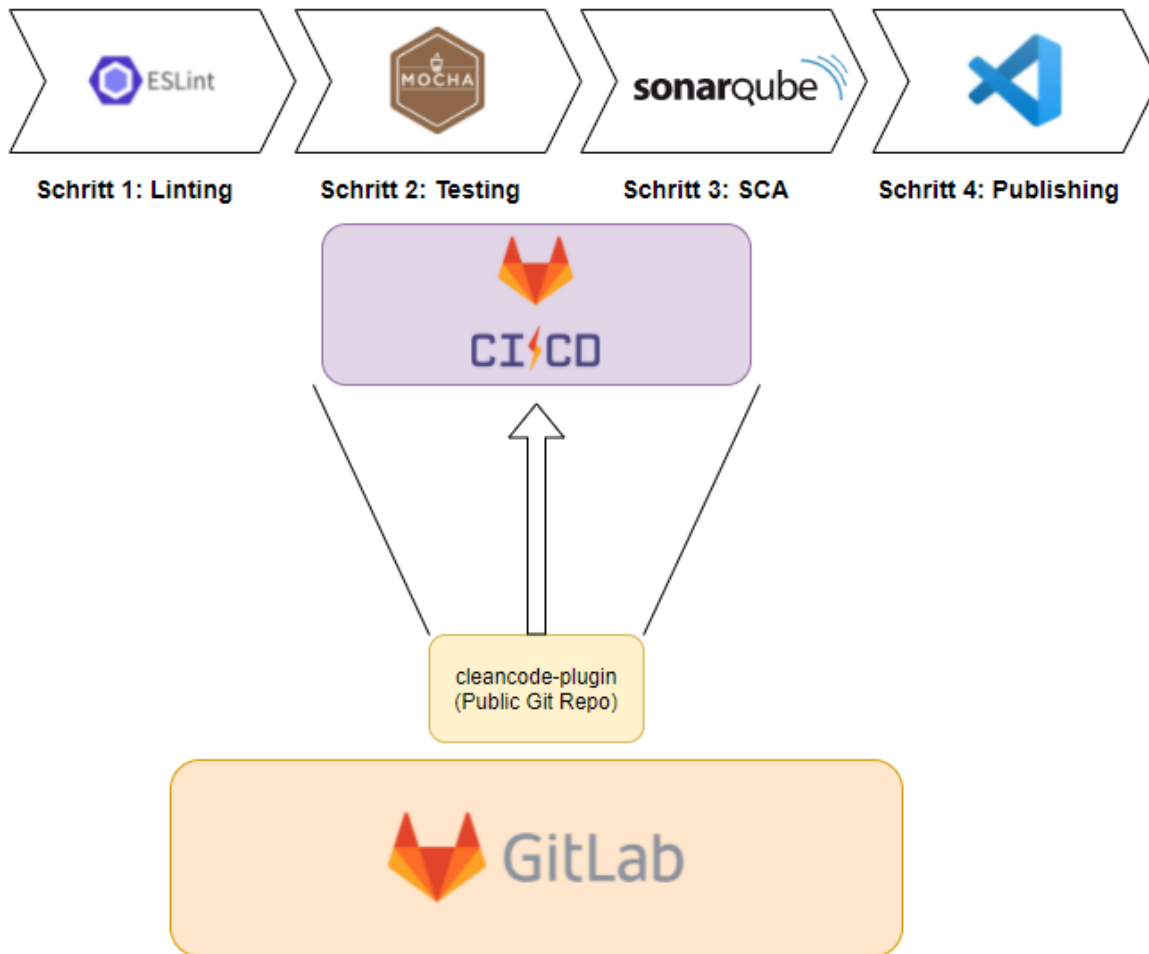 ESLint
MOCHA
sonarqube
Schritt 1: Linting
Schritt 2: Testing
Schritt 3: SCA
Schritt 4: Publishing
CI CD
cleancode-plugin
(Public Git Repo)
GitLab